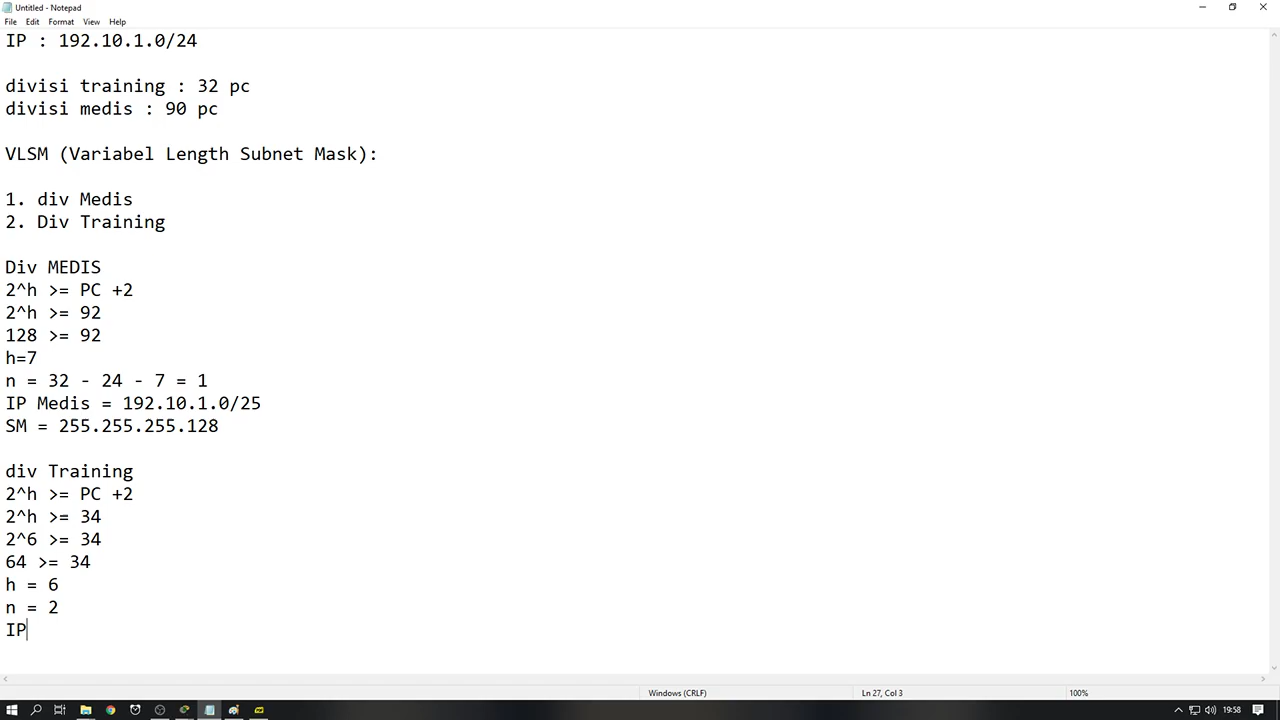 Untitled - Notepad
File Edit Format View Help
IP : 192.10.1.0/24
divisi training : 32 pc
divisi medis : 90 pc
VLSM (Variabel Length Subnet Mask):
1. div Medis
2. Div Training
Div MEDIS
2^h >= PC +2
2^h >= 92
128 >= 92
h=7
n = 32 - 24 - 7 = 1
IP Medis = 192.10.1.0/25
SM = 255.255.255.128
div Training
2^h >= PC +2
2^h >= 34
2^6 >= 34
64 >= 34
h = 6
n = 2
IP
Windows (CRLF) Ln 27, Col 3 100%
19:58